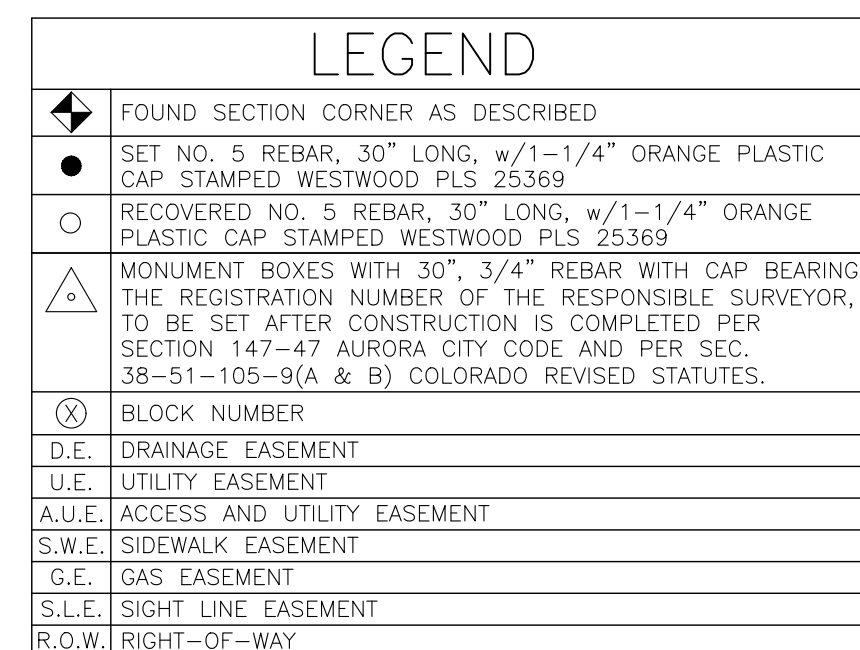 LEGEND
FOUND SECTION CORNER AS DESCRIBED
SET NO. 5 REBAR, 30” LONG, w/1-1/4” ORANGE PLASTIC
CAP STAMPED WESTWOOD PLS 25369
RECOVERED NO. 5 REBAR, 30” LONG, w/1-1/4” ORANGE
PLASTIC CAP STAMPED WESTWOOD PLS 25369
MONUMENT BOXES WITH 30”, 3/4” REBAR WITH CAP BEARING
THE REGISTRATION NUMBER OF THE RESPONSIBLE SURVEYOR,
TO BE SET AFTER CONSTRUCTION IS COMPLETED PER
SECTION 147-47 AURORA CITY CODE AND PER SEC.
38-51-105-9(A & B) COLORADO REVISED STATUTES.
X BLOCK NUMBER
D.E. DRAINAGE EASEMENT
U.E. UTILITY EASEMENT
A.U.E. ACCESS AND UTILITY EASEMENT
S.W.E. SIDEWALK EASEMENT
G.E. GAS EASEMENT
S.L.E. SIGHT LINE EASEMENT
R.O.W. RIGHT-OF-WAY